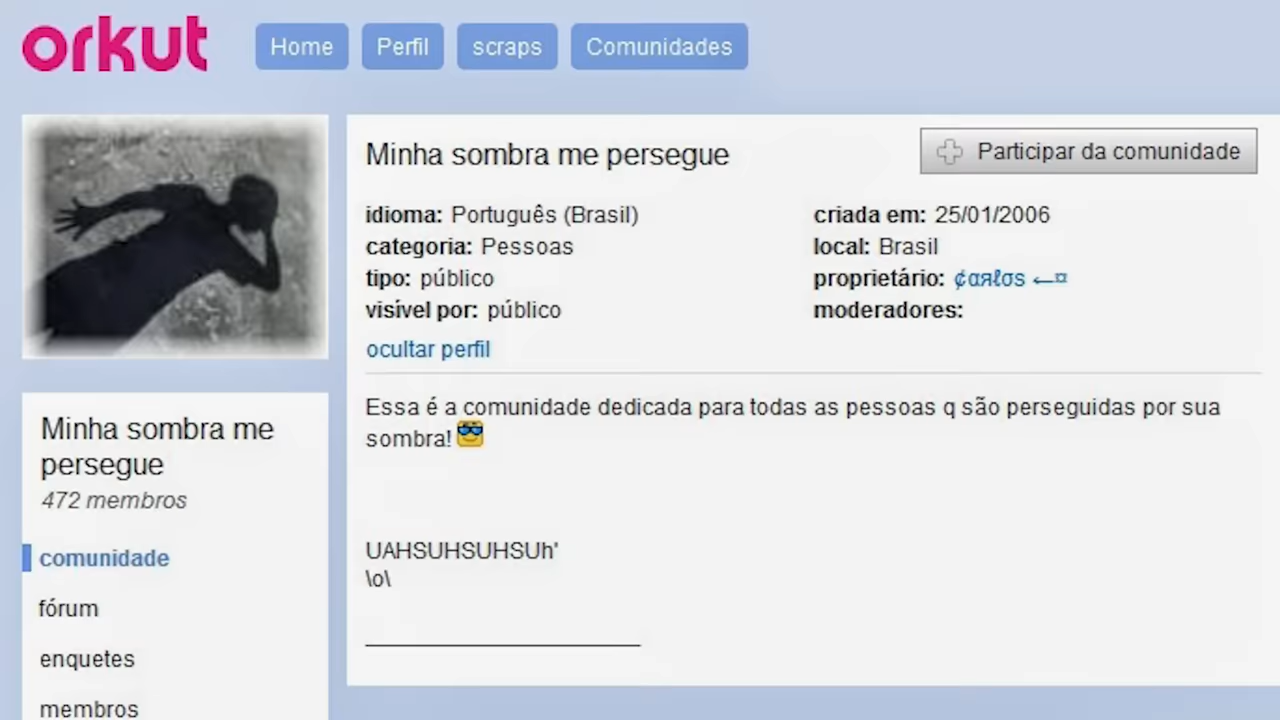 orkut
Home
Perfil
scraps
Comunidades
Minha sombra me persegue
Participar da comunidade
idioma: Português (Brasil)
criada em: 25/01/2006
categoria: Pessoas
local: Brasil
tipo: público
proprietário: ¢αяℓσs ←¤
visível por: público
moderadores:
ocultar perfil
Essa é a comunidade dedicada para todas as pessoas q são perseguidas por sua
sombra!
UAHSUHSUHSUh'
\o\
Minha sombra me
persegue
472 membros
comunidade
fórum
enquetes
membros